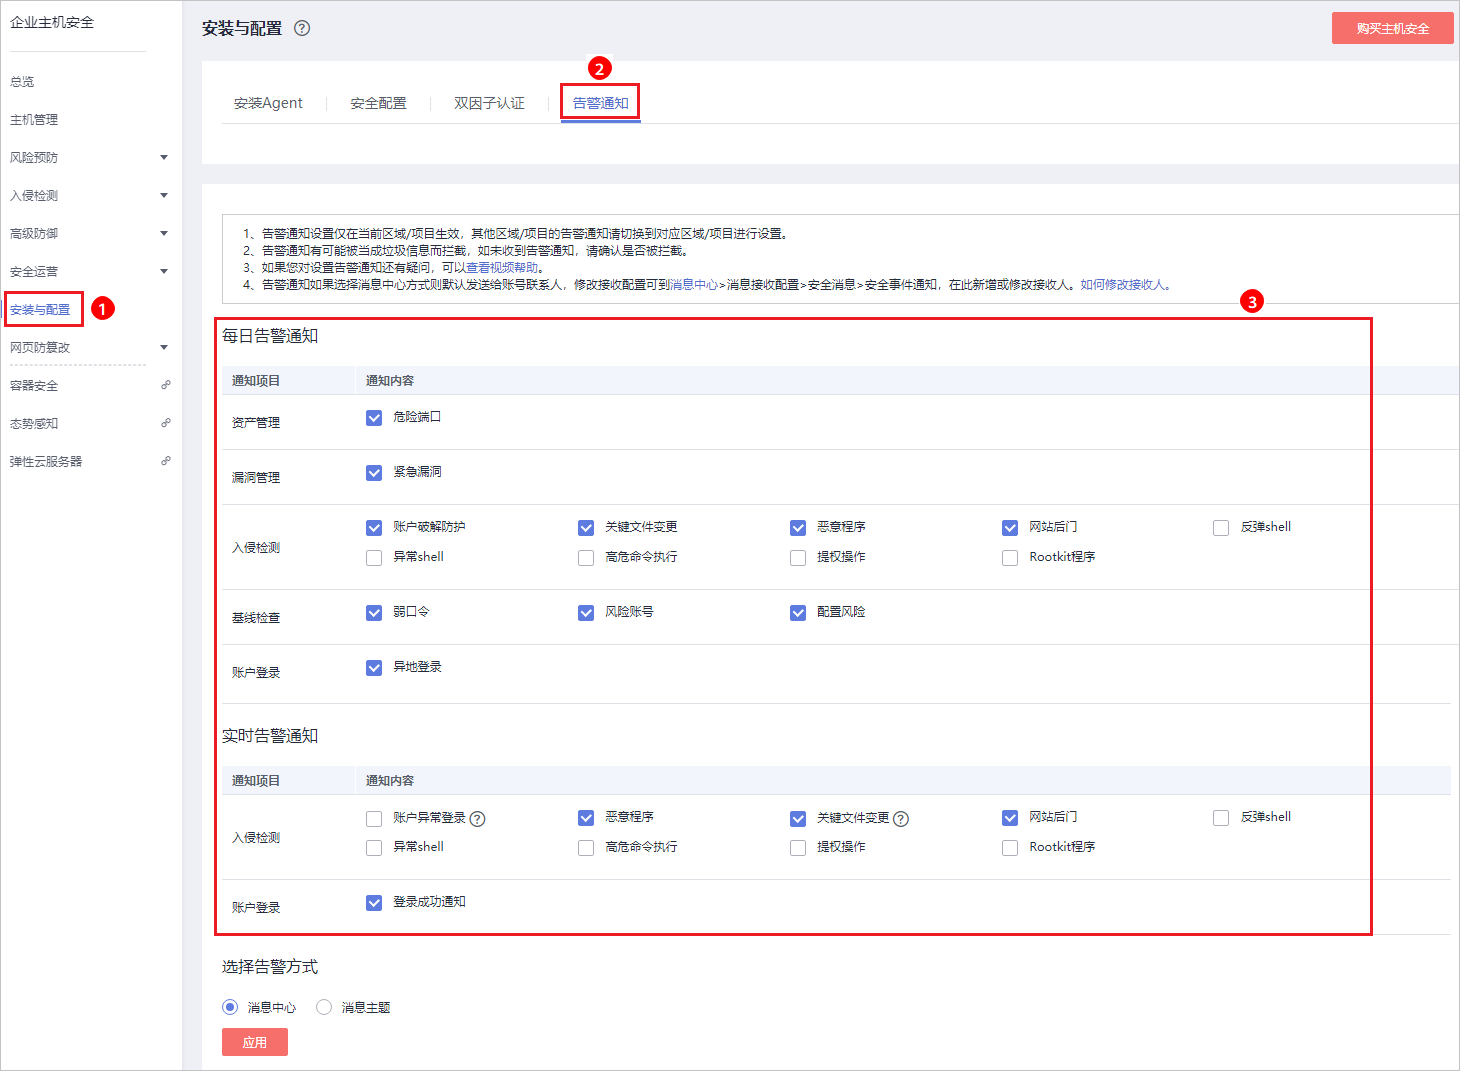 企业主机安全
总览
主机管理
风险预防
入侵检测
高级防御
安全运营
安装与配置
1
网页防篡改
容器安全
态势感知
弹性云服务器
安装与配置 ?
购买主机安全
2
安装Agent 安全配置 双因子认证 告警通知
1、告警通知设置仅在当前区域/项目生效，其他区域/项目的告警通知请切换到对应区域/项目进行设置。
2、告警通知有可能被当成垃圾信息而拦截，如未收到告警通知，请确认是否被拦截。
3、如果您对设置告警通知还有疑问，可以查看视频帮助。
4、告警通知如果选择消息中心方式则默认发送给账号联系人，修改接收配置可到消息中心>消息接收配置>安全消息>安全事件通知，在此新增或修改接收人。如何修改接收人。
3
每日告警通知
通知项目 通知内容
资产管理 危险端口
漏洞管理 紧急漏洞
入侵检测 账户破解防护 关键文件变更 恶意程序 网站后门 反弹shell
异常shell 高危命令执行 提权操作 Rootkit程序
基线检查 弱口令 风险账号 配置风险
账户登录 异地登录
实时告警通知
通知项目 通知内容
入侵检测 账户异常登录 ? 恶意程序 关键文件变更 ? 网站后门 反弹shell
异常shell 高危命令执行 提权操作 Rootkit程序
账户登录 登录成功通知
选择告警方式
消息中心 消息主题
应用